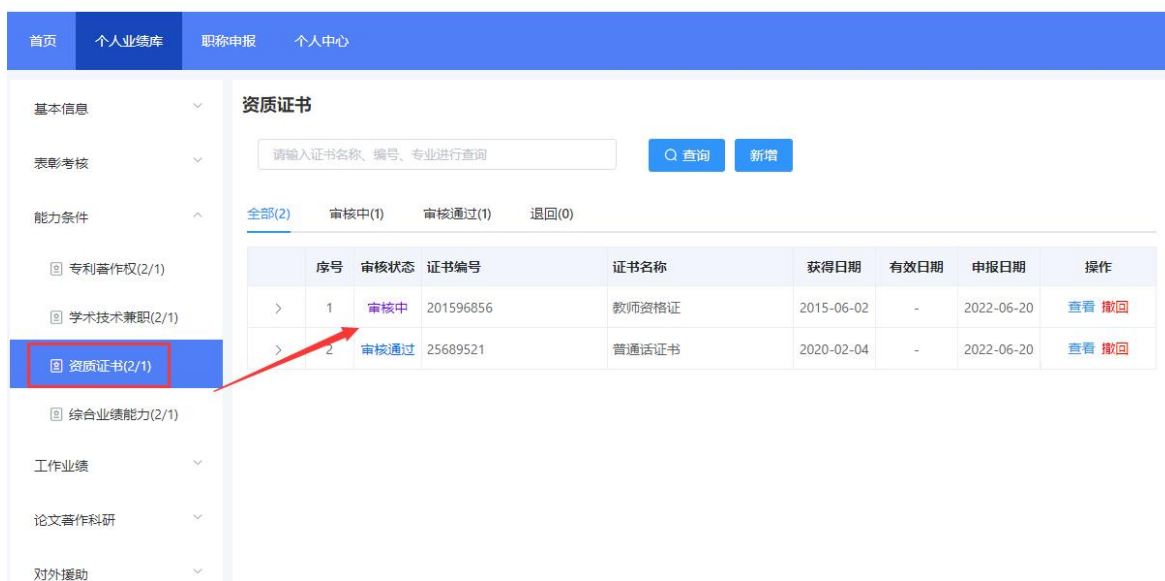 首页 个人业绩库 职称申报 个人中心
基本信息
表彰考核
能力条件
专利著作权(2/1)
学术技术兼职(2/1)
资质证书(2/1)
综合业绩能力(2/1)
工作业绩
论文著作科研
对外援助
资质证书
请输入证书名称、编号、专业进行查询 查询 新增
全部(2) 审核中(1) 审核通过(1) 退回(0)
序号 审核状态 证书编号 证书名称 获得日期 有效日期 申报日期 操作
1 审核中 201596856 教师资格证 2015-06-02 - 2022-06-20 查看 撤回
2 审核通过 25689521 普通话证书 2020-02-04 - 2022-06-20 查看 撤回